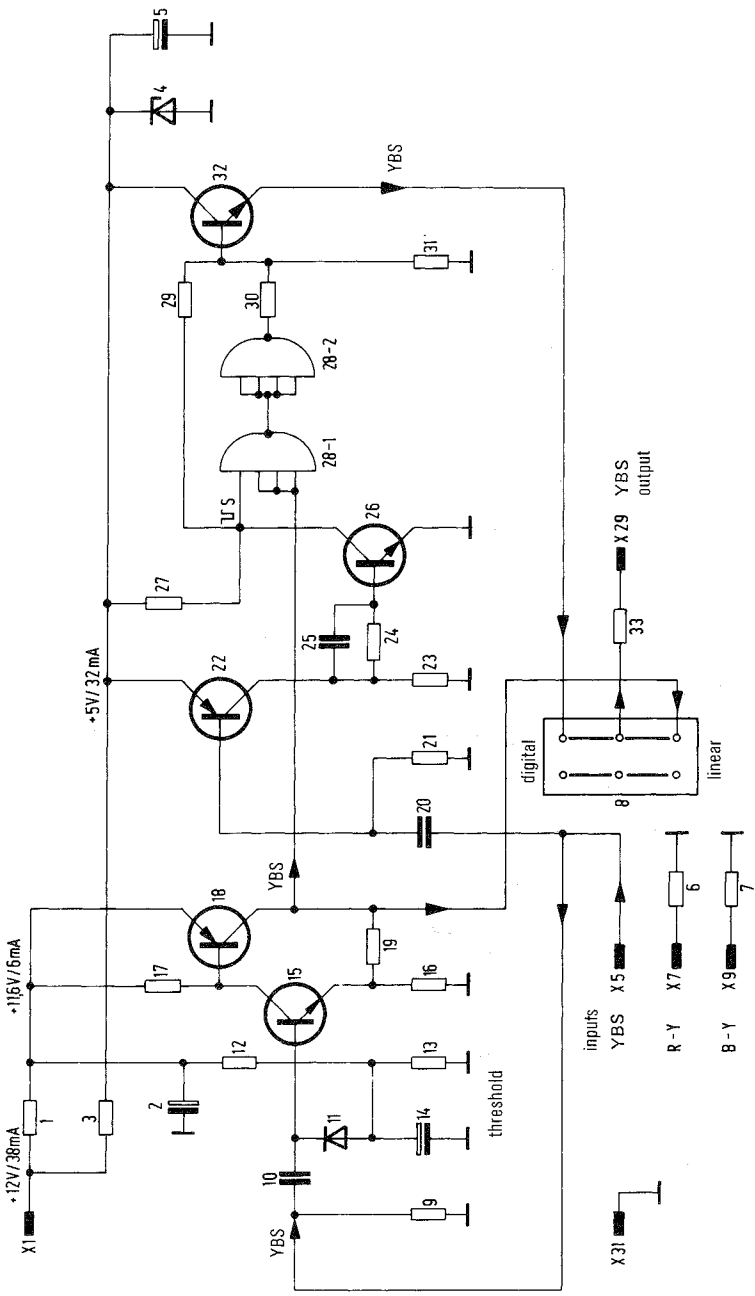 X1
+12V/38mA
1
3
2
+11,6V/6mA
12
17
18
15
19
16
13
11
14
10
9
YBS
threshold
YBS
+5V/32mA
22
20
21
23
24
25
26
27
S
28-1
28-2
29
30
31
32
4
5
YBS
digital
8
linear
33
X29
YBS
output
inputs
YBS X5
R-Y X7
6
B-Y X9
7
X31